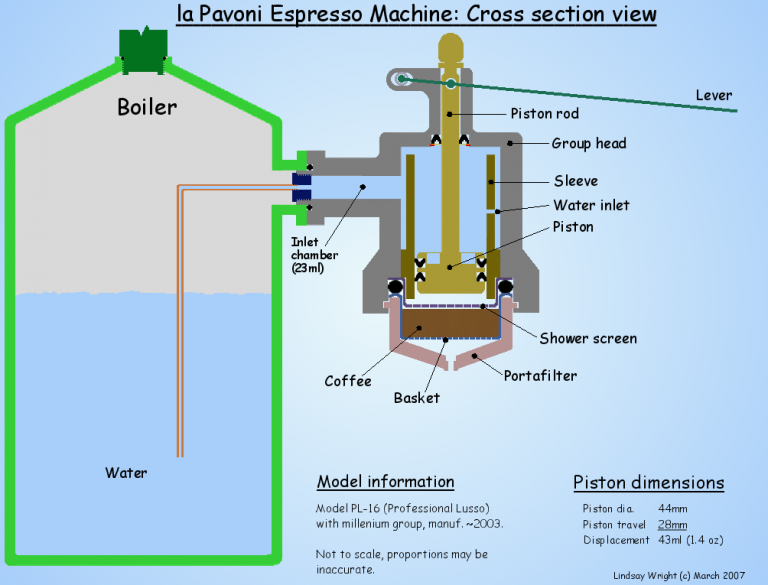 la Pavoni Espresso Machine: Cross section view
Boiler
Lever
Piston rod
Group head
Sleeve
Water inlet
Piston
Inlet
chamber
(23ml)
Shower screen
Coffee
Portafilter
Basket
Water
Model information
Model PL-16 (Professional Lusso)
with millenium group, manuf. ~2003.
Not to scale, proportions may be
inaccurate.
Piston dimensions
Piston dia. 44mm
Piston travel 28mm
Displacement 43ml (1.4 oz)
Lindsay Wright (c) March 2007